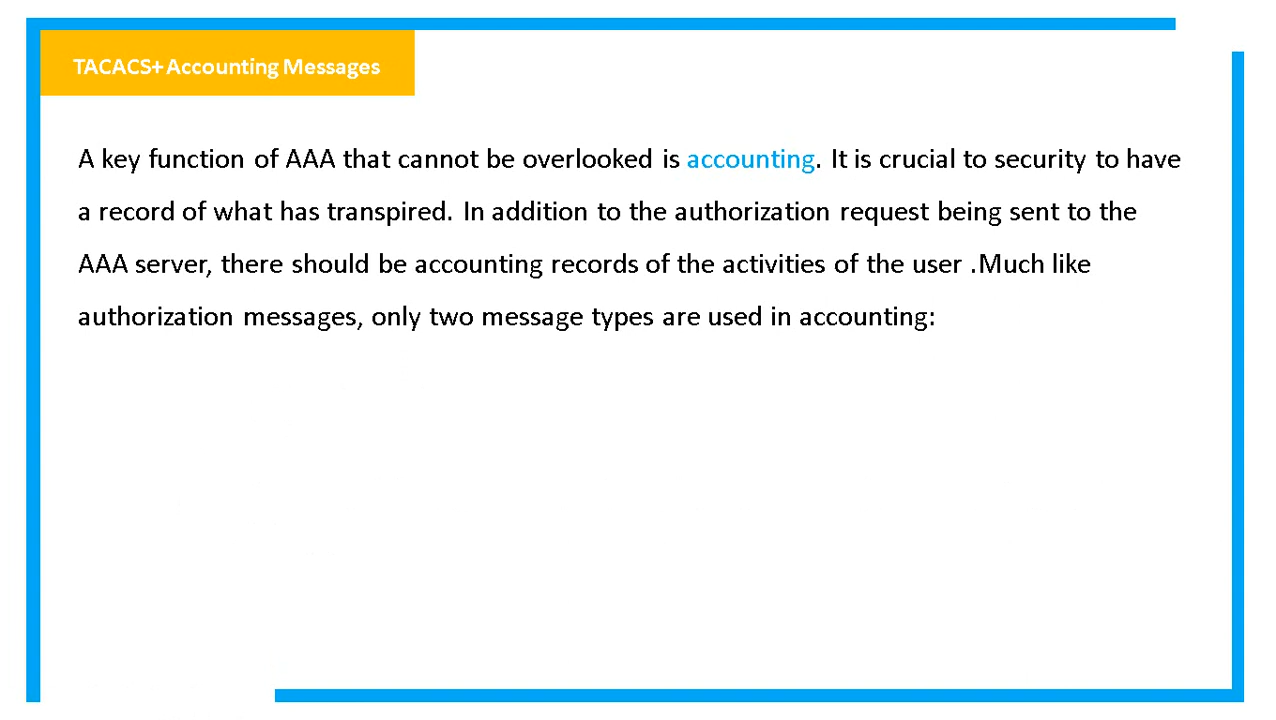 TACACS+ Accounting Messages
A key function of AAA that cannot be overlooked is accounting. It is crucial to security to have
a record of what has transpired. In addition to the authorization request being sent to the
AAA server, there should be accounting records of the activities of the user .Much like
authorization messages, only two message types are used in accounting: